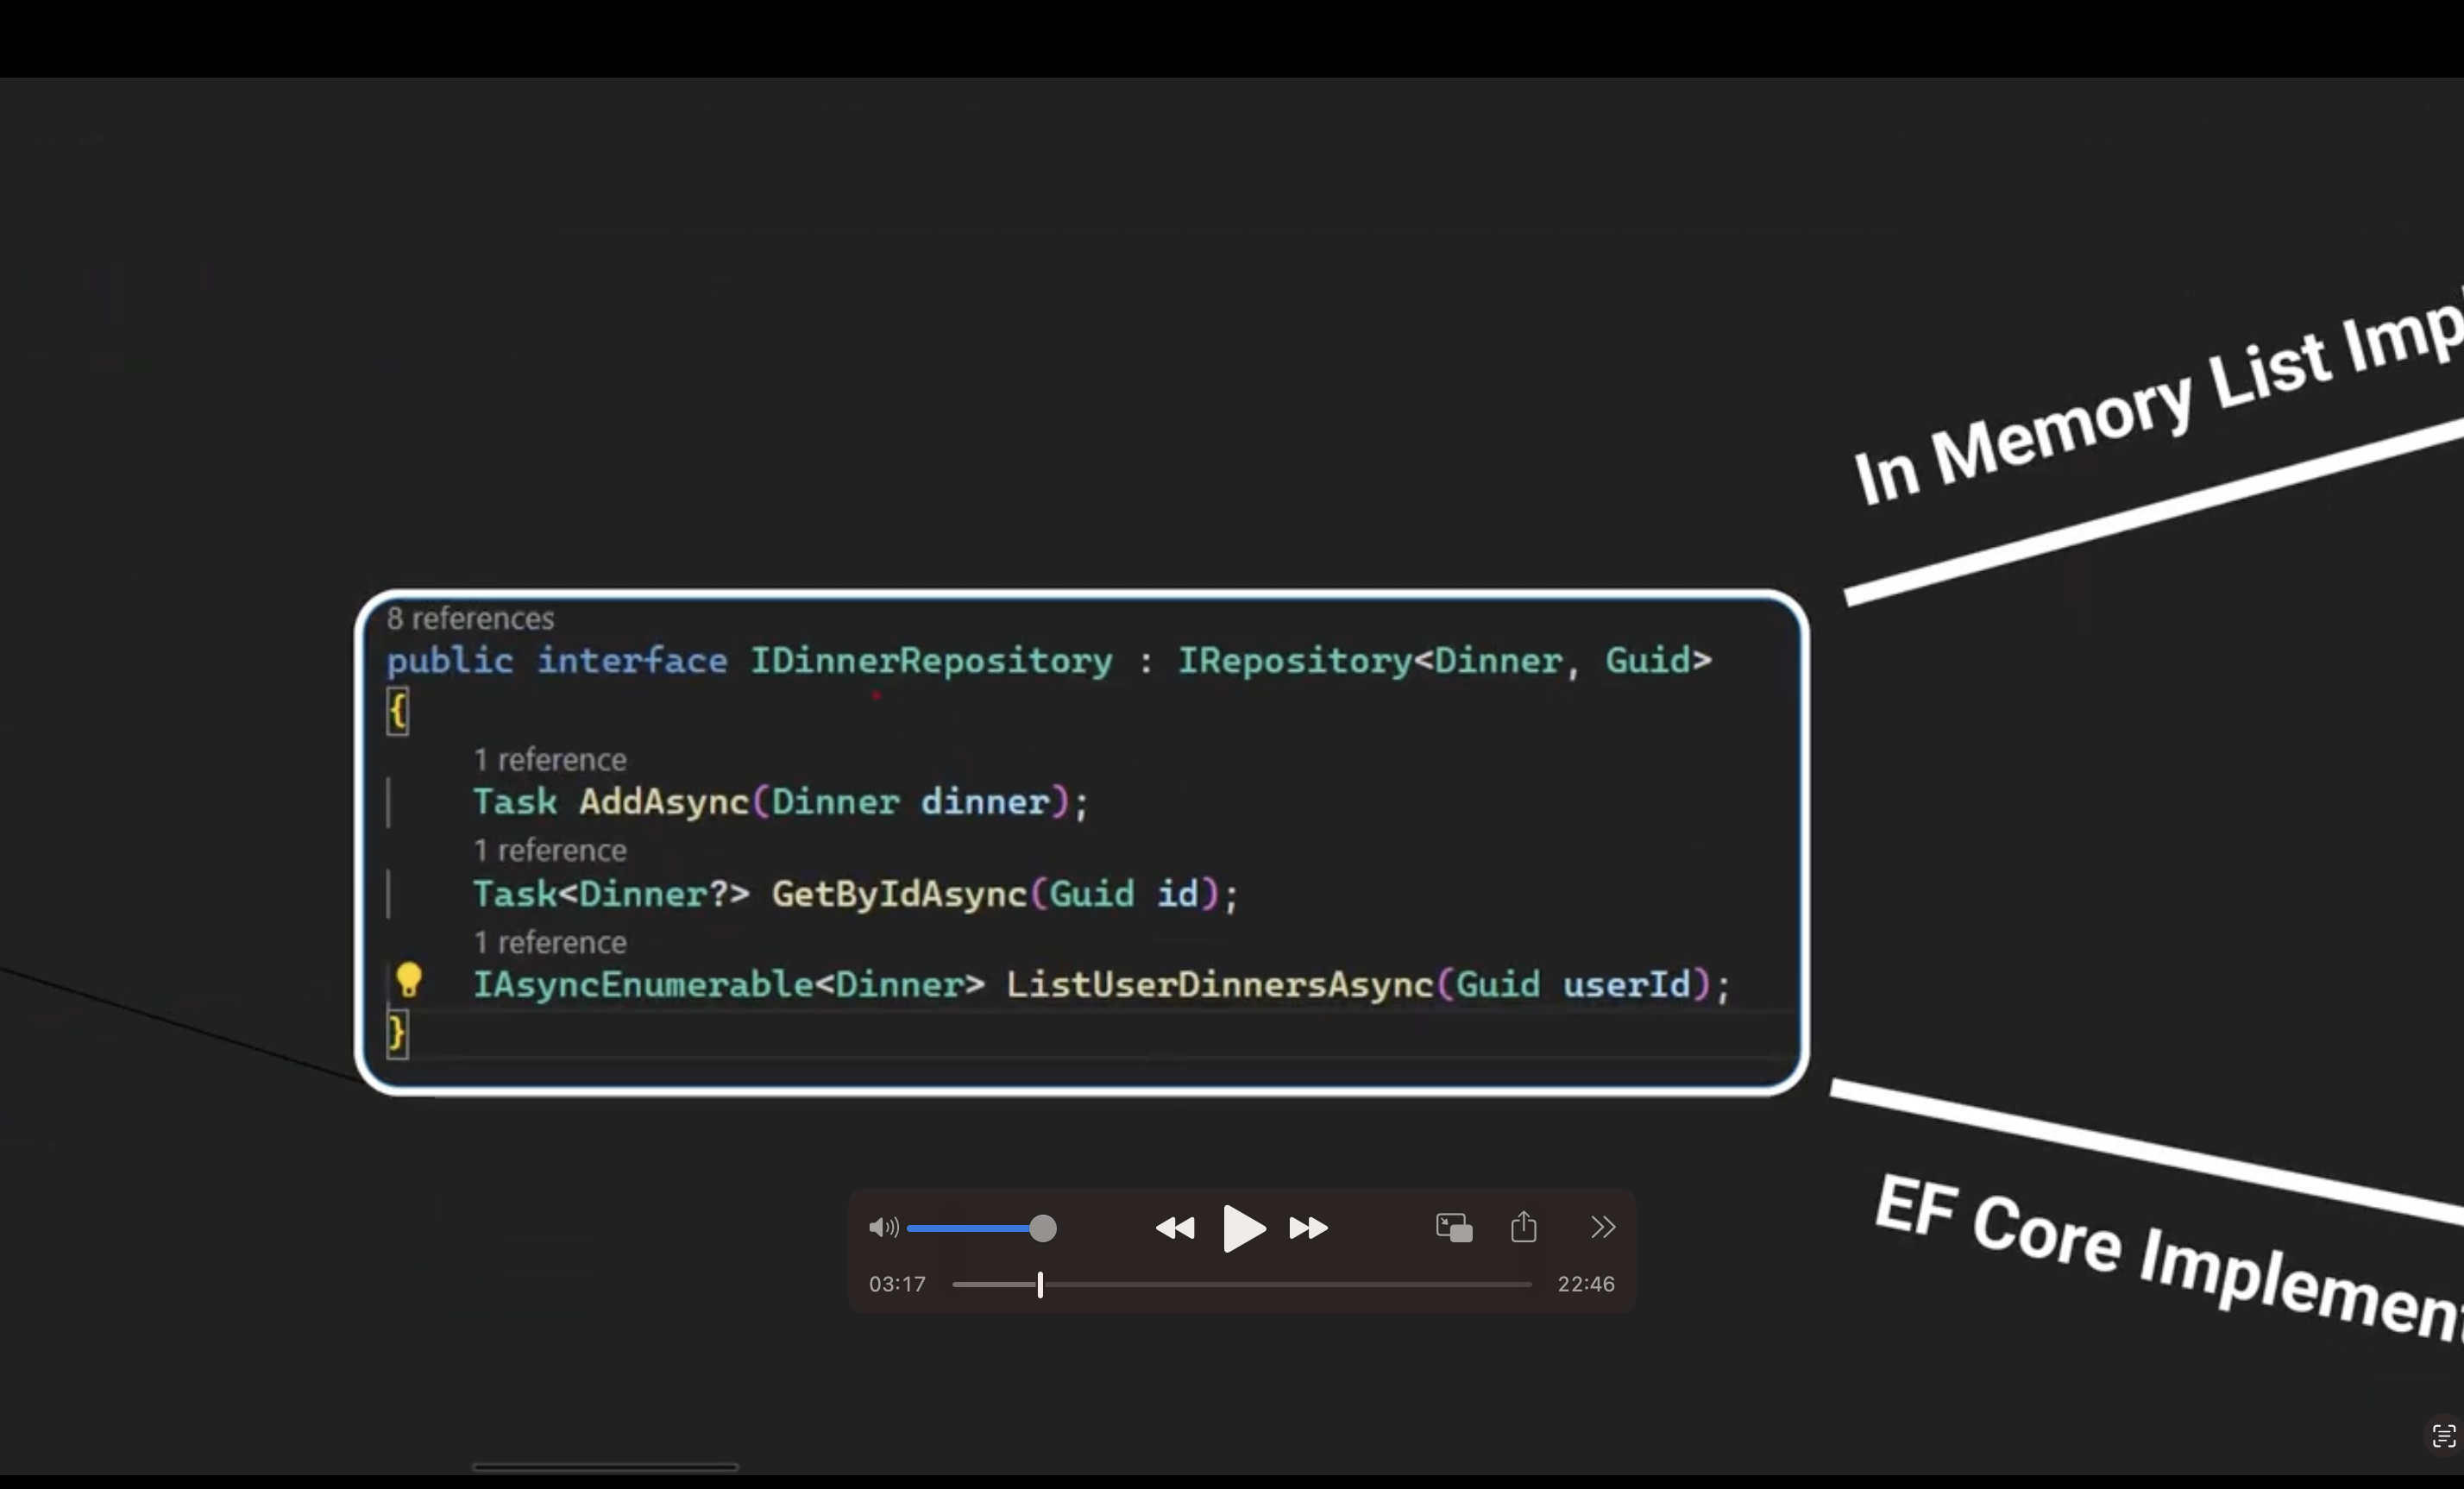 In Memory List Imp
8 references
public interface IDinnerRepository : IRepository<Dinner, Guid>
{
1 reference
Task AddAsync(Dinner dinner);
1 reference
Task<Dinner?> GetByIdAsync(Guid id);
1 reference
IAsyncEnumerable<Dinner> ListUserDinnersAsync(Guid userId);
}
EF Core Implement
03:17
22:46